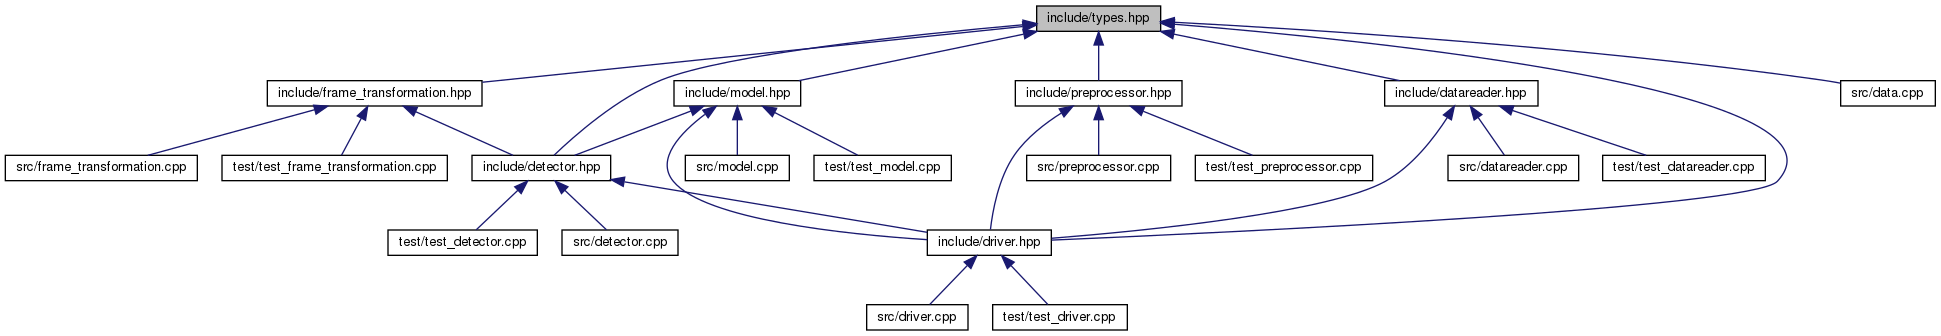 include/types.hpp
include/frame_transformation.hpp
include/model.hpp
include/preprocessor.hpp
include/datareader.hpp
src/data.cpp
src/frame_transformation.cpp
test/test_frame_transformation.cpp
include/detector.hpp
src/model.cpp
test/test_model.cpp
src/preprocessor.cpp
test/test_preprocessor.cpp
src/datareader.cpp
test/test_datareader.cpp
test/test_detector.cpp
src/detector.cpp
include/driver.hpp
src/driver.cpp
test/test_driver.cpp